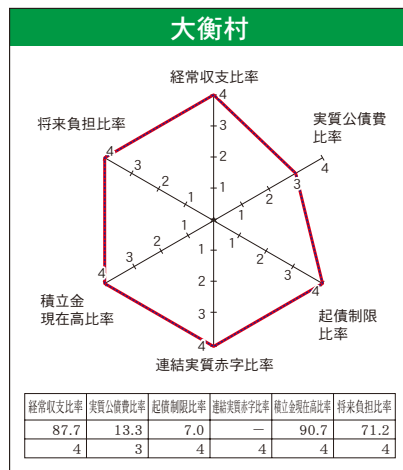 大衡村
経常収支比率
実質公債費
比率
起債制限
比率
連結実質赤字比率
積立金
現在高比率
将来負担比率
4
3
2
1
4
3
2
1
4
3
2
1
4
3
2
1
4
3
2
1
4
3
2
1
経常収支比率 実質公債費比率 起債制限比率 連結実質赤字比率 積立金現在高比率 将来負担比率
87.7 13.3 7.0 － 90.7 71.2
4 3 4 4 4 4